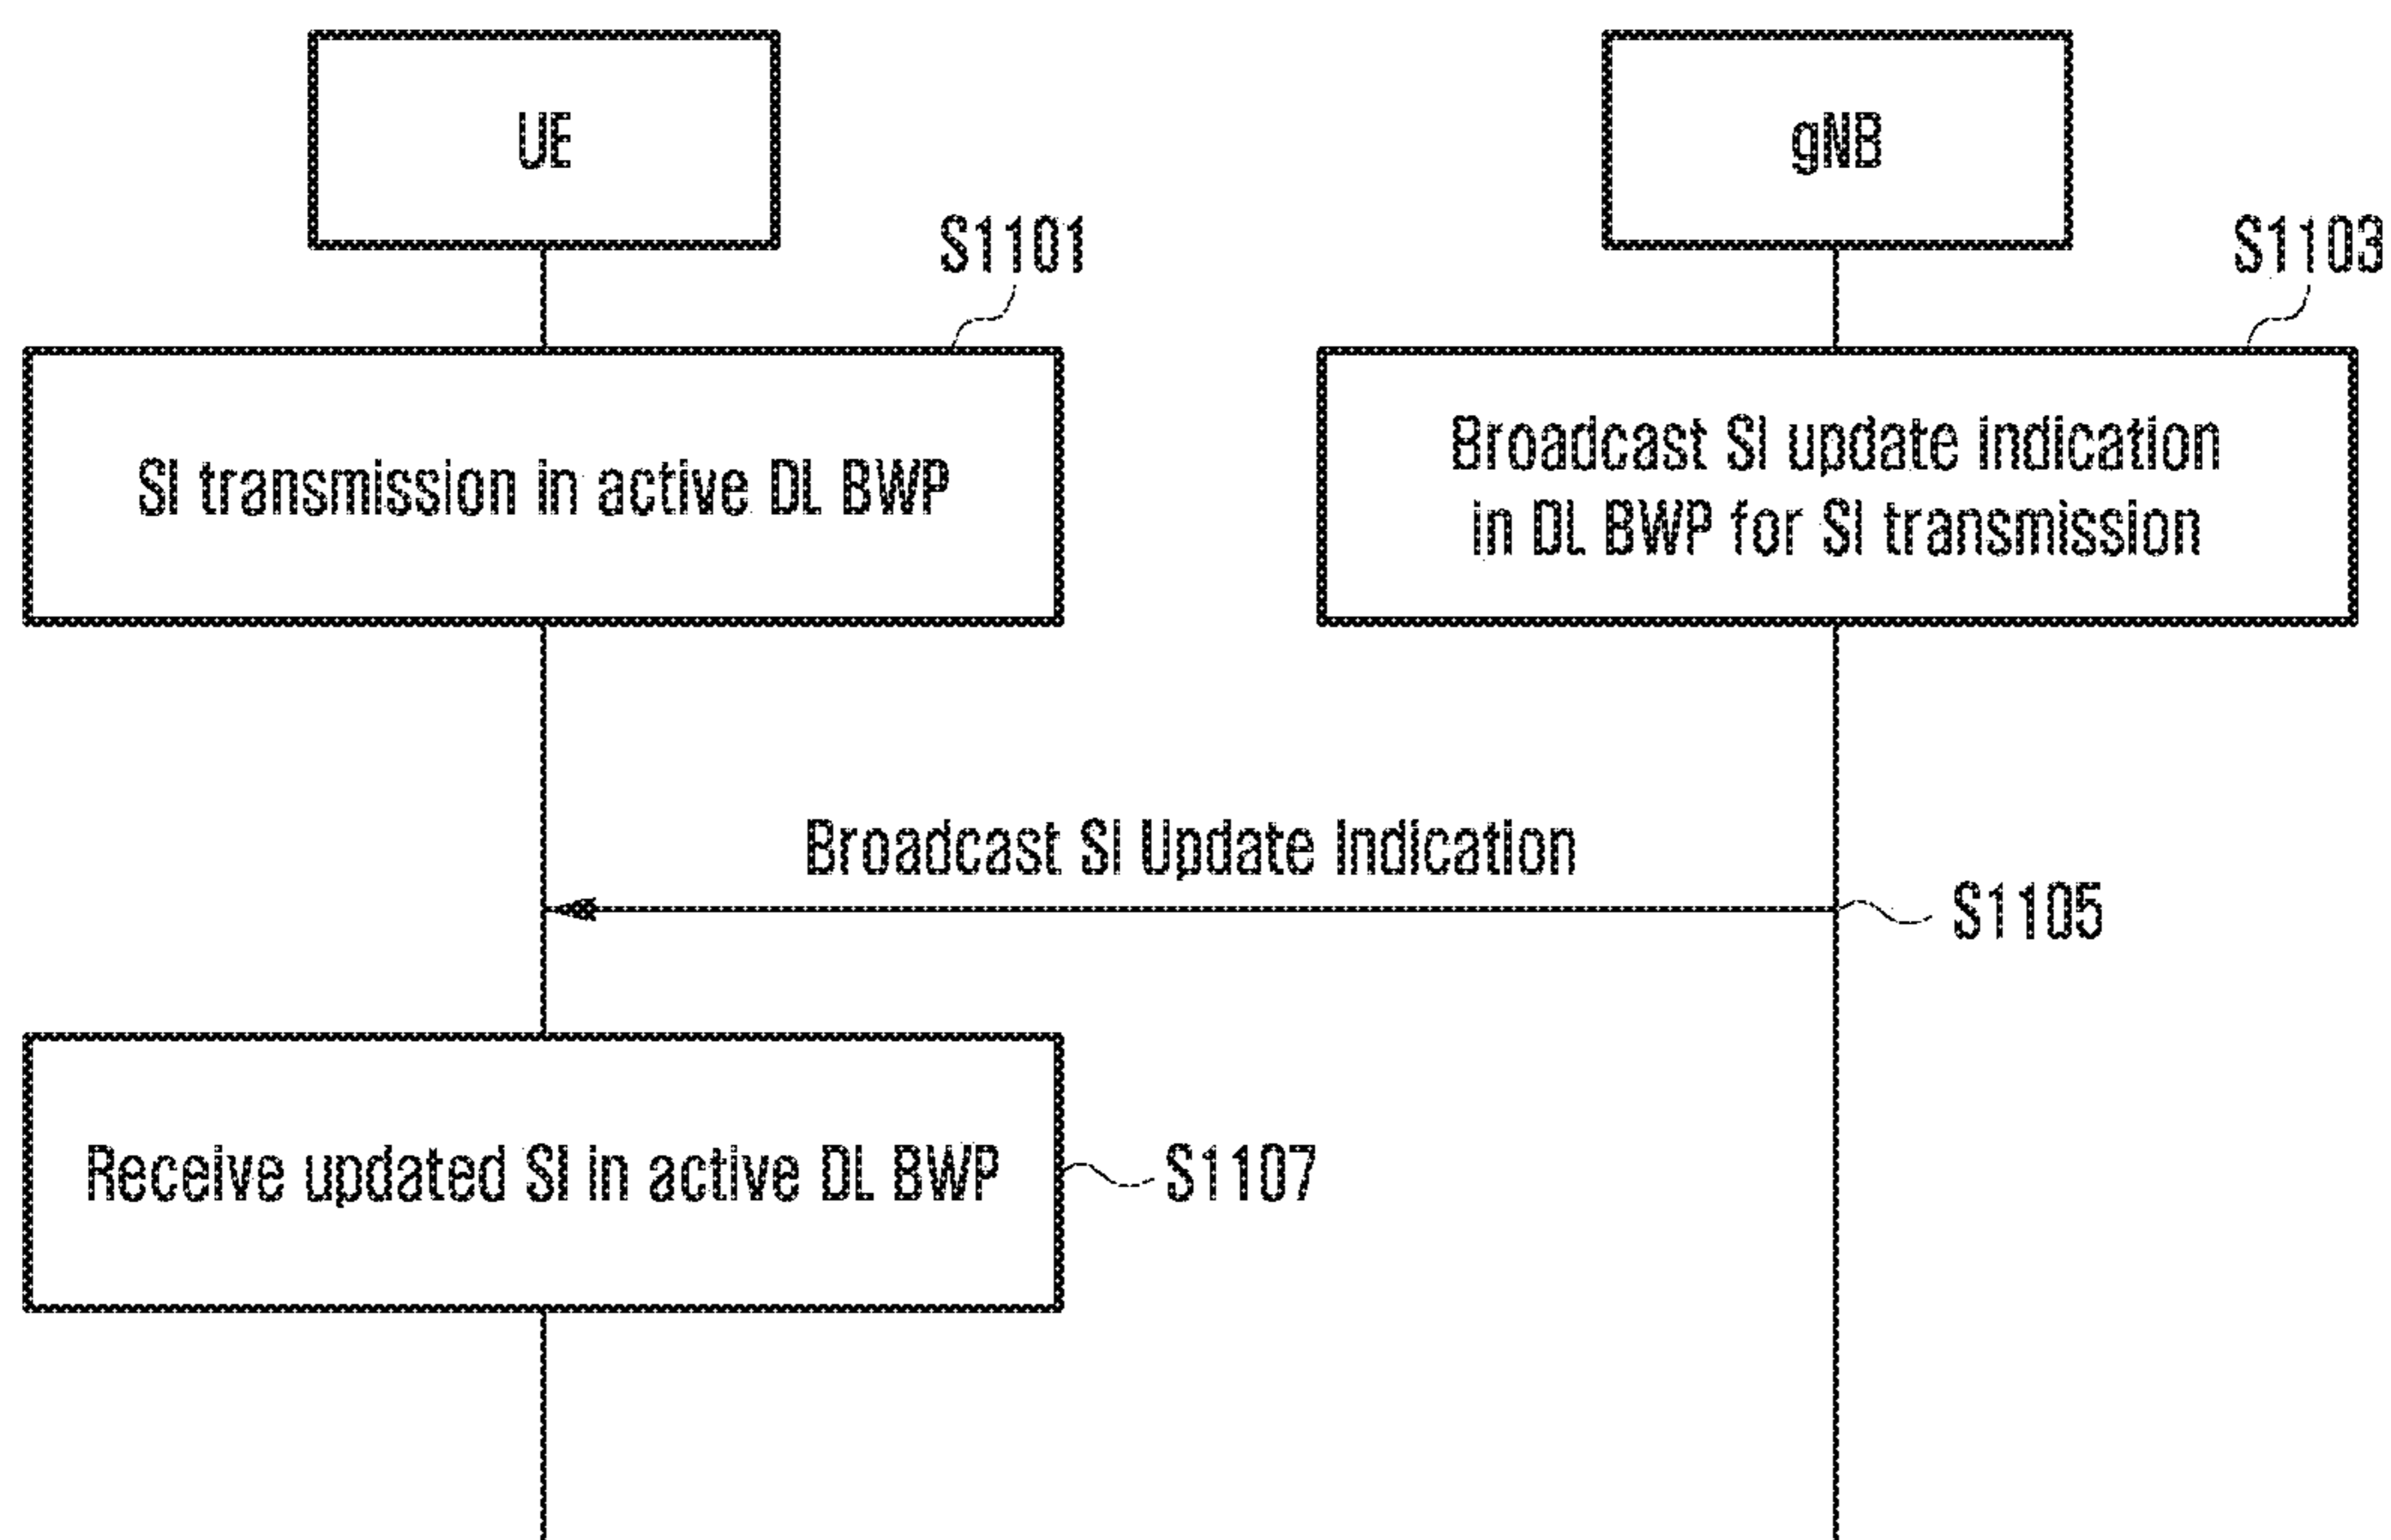 UE
gNB
S1101
S1103
SI transmission in active DL BWP
Broadcast SI update indication
in DL BWP for SI transmission
Broadcast SI Update Indication
S1105
Receive updated SI in active DL BWP
S1107